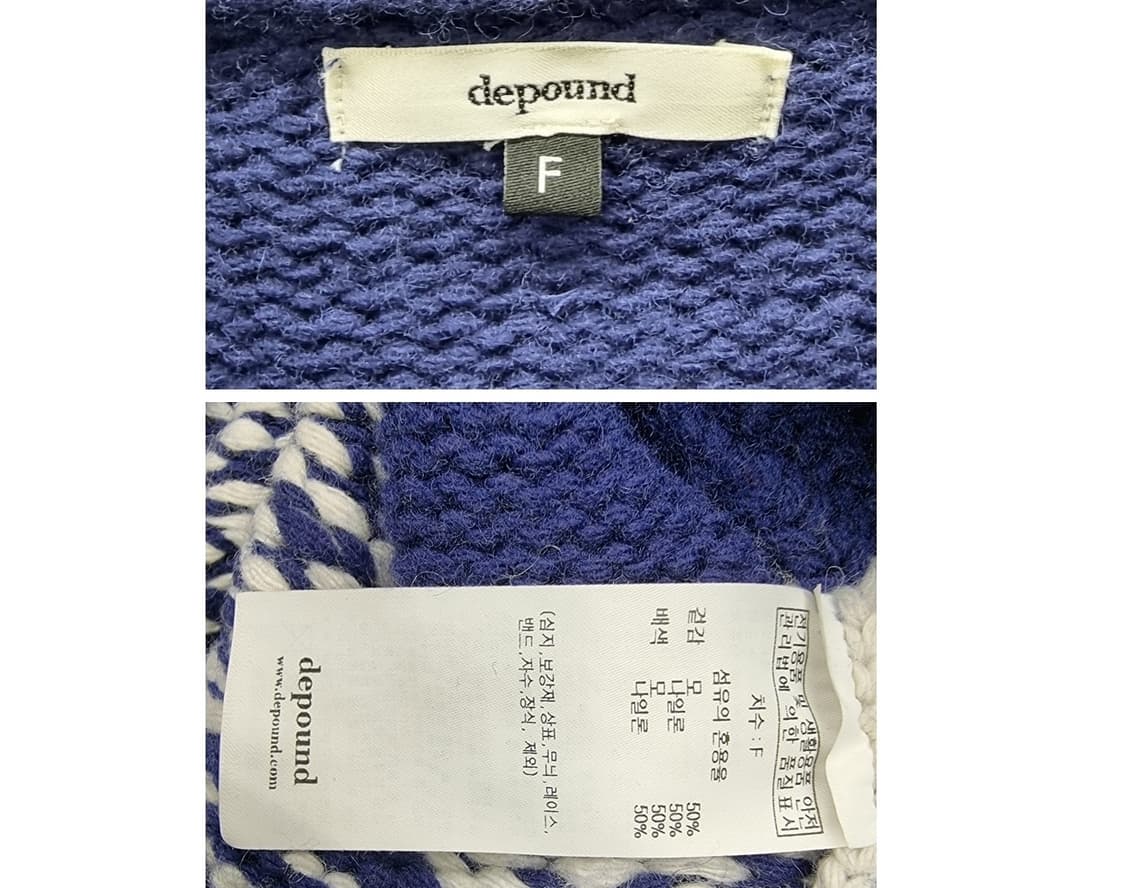 depound
F
전기용품 및 생활용품 안전
관리법에 의한 품질 표시
치수 : F
섬유의 혼용율
겉감 모 50%
나일론 50%
배색 모 50%
나일론 50%
(심지,보강재,상표,무늬,레이스,
밴드,자수,장식, 제외)
depound
www.depound.com